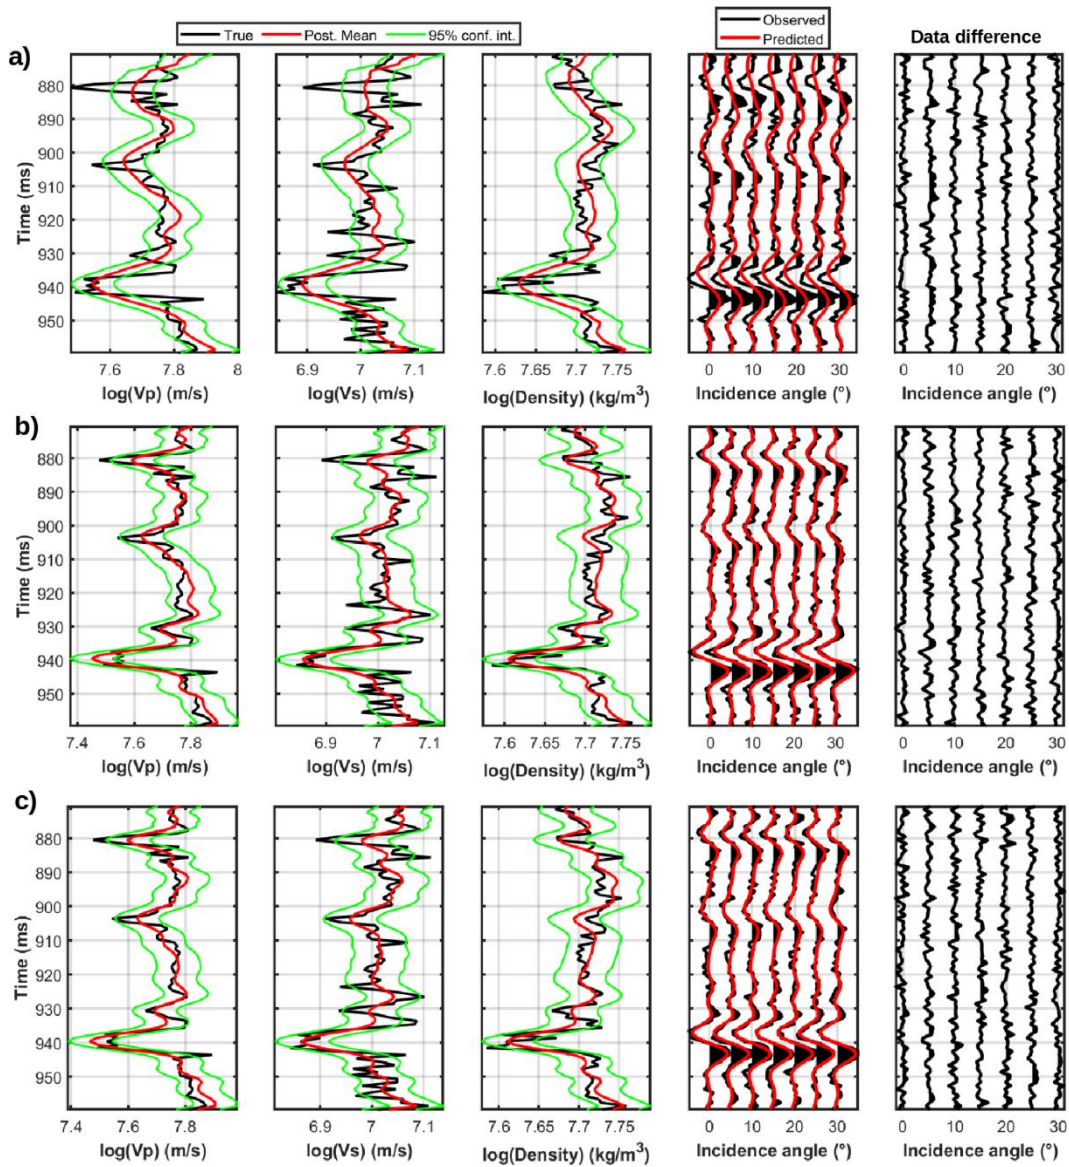 True Post. Mean 95% conf. int.
Observed
Predicted
Data difference
a)
880
890
900
910
920
930
940
950
Time (ms)
7.6 7.8 8
6.9 7 7.1
7.6 7.65 7.7 7.75
0 10 20 30
0 10 20 30
log(Vp) (m/s)
log(Vs) (m/s)
log(Density) (kg/m³)
Incidence angle (°)
Incidence angle (°)
b)
880
890
900
910
920
930
940
950
Time (ms)
7.4 7.6 7.8
6.9 7 7.1
7.6 7.65 7.7 7.75
0 10 20 30
0 10 20 30
log(Vp) (m/s)
log(Vs) (m/s)
log(Density) (kg/m³)
Incidence angle (°)
Incidence angle (°)
c)
880
890
900
910
920
930
940
950
Time (ms)
7.4 7.6 7.8
6.9 7 7.1
7.6 7.65 7.7 7.75
0 10 20 30
0 10 20 30
log(Vp) (m/s)
log(Vs) (m/s)
log(Density) (kg/m³)
Incidence angle (°)
Incidence angle (°)